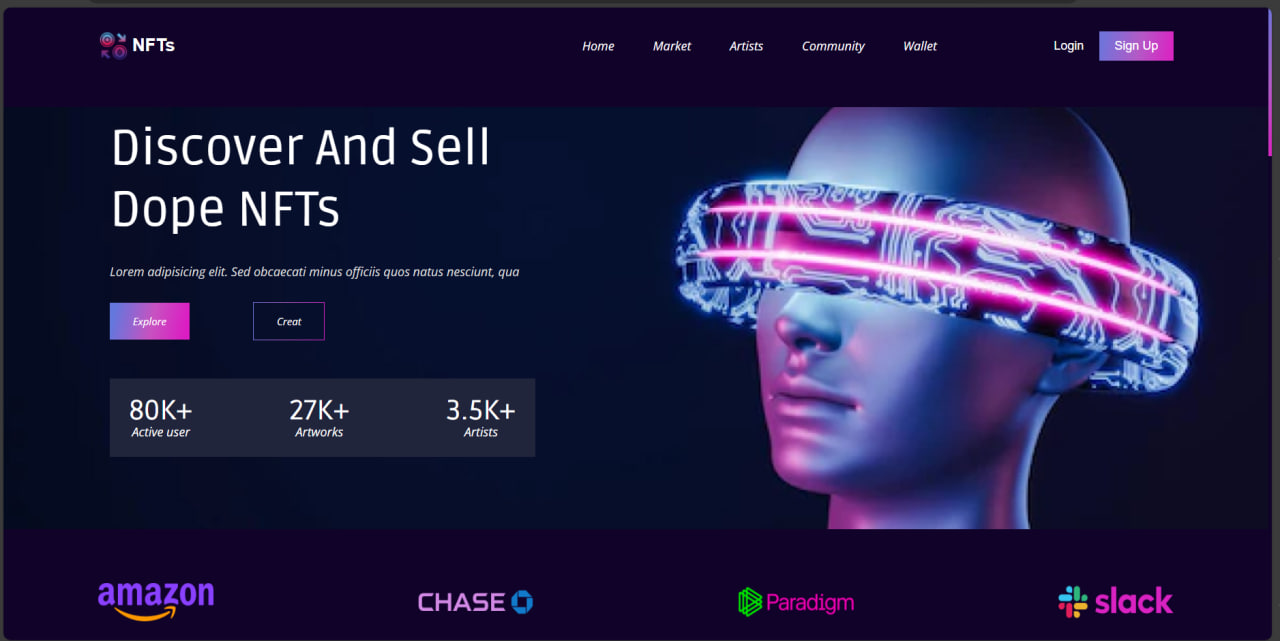 NFTs
Home Market Artists Community Wallet
Login Sign Up
Discover And Sell
Dope NFTs
Lorem adipisicing elit. Sed obcaecati minus officiis quos natus nesciunt, qua
Explore Creat
80K+ 27K+ 3.5K+
Active user Artworks Artists
amazon CHASE Paradigm slack